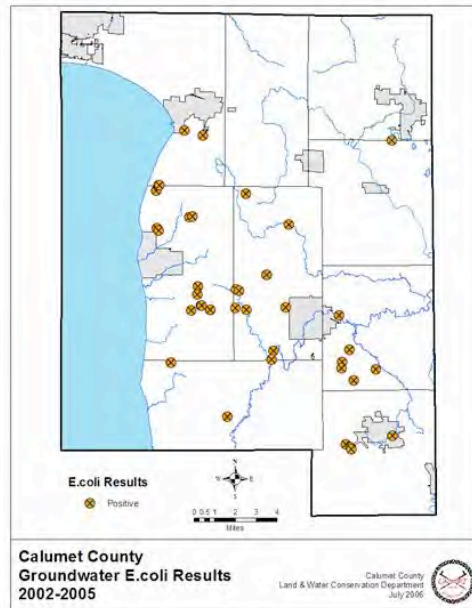 N
W E
S
E.coli Results
Positive
0 0.5 1 2 3 4
Miles
Calumet County
Groundwater E.coli Results
2002-2005
Calumet County
Land & Water Conservation Department
July 2006